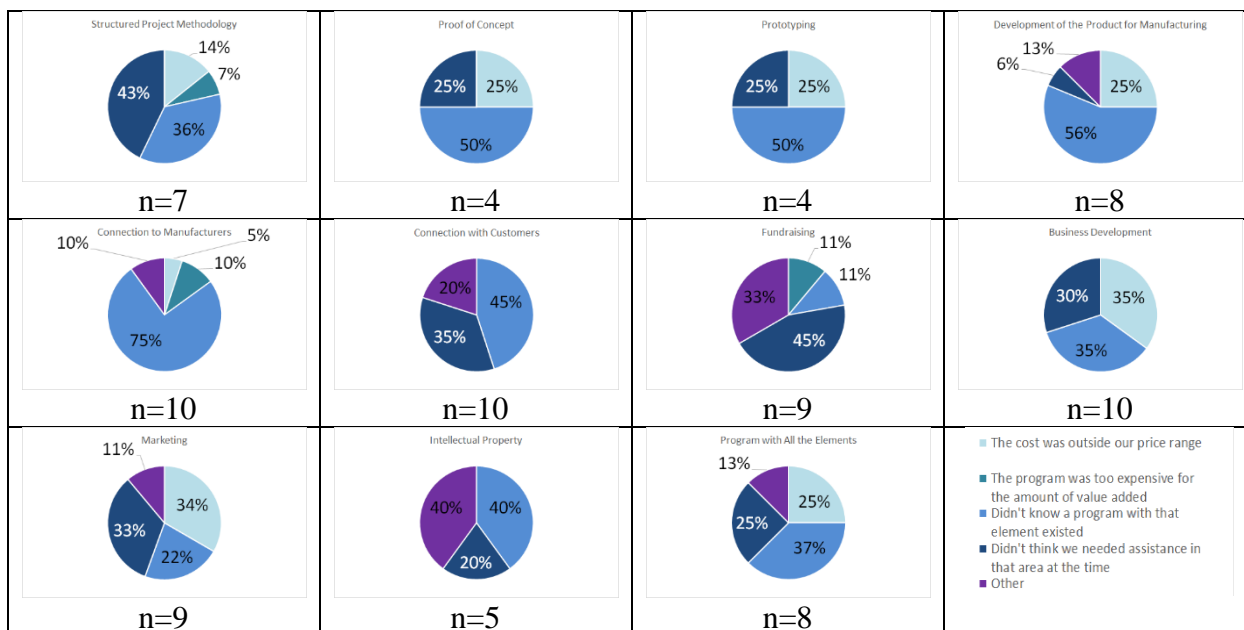 Structured Project Methodology
14%
7%
36%
43%
n=7
Proof of Concept
25%
25%
50%
n=4
Prototyping
25%
25%
50%
n=4
Development of the Product for Manufacturing
13%
6%
25%
56%
n=8
Connection to Manufacturers
10%
5%
10%
75%
n=10
Connection with Customers
20%
45%
35%
n=10
Fundraising
11%
11%
33%
45%
n=9
Business Development
30%
35%
35%
n=10
Marketing
11%
34%
33%
22%
n=9
Intellectual Property
40%
40%
20%
n=5
Program with All the Elements
13%
25%
25%
37%
n=8
The cost was outside our price range
The program was too expensive for
the amount of value added
Didn't know a program with that
element existed
Didn't think we needed assistance in
that area at the time
Other